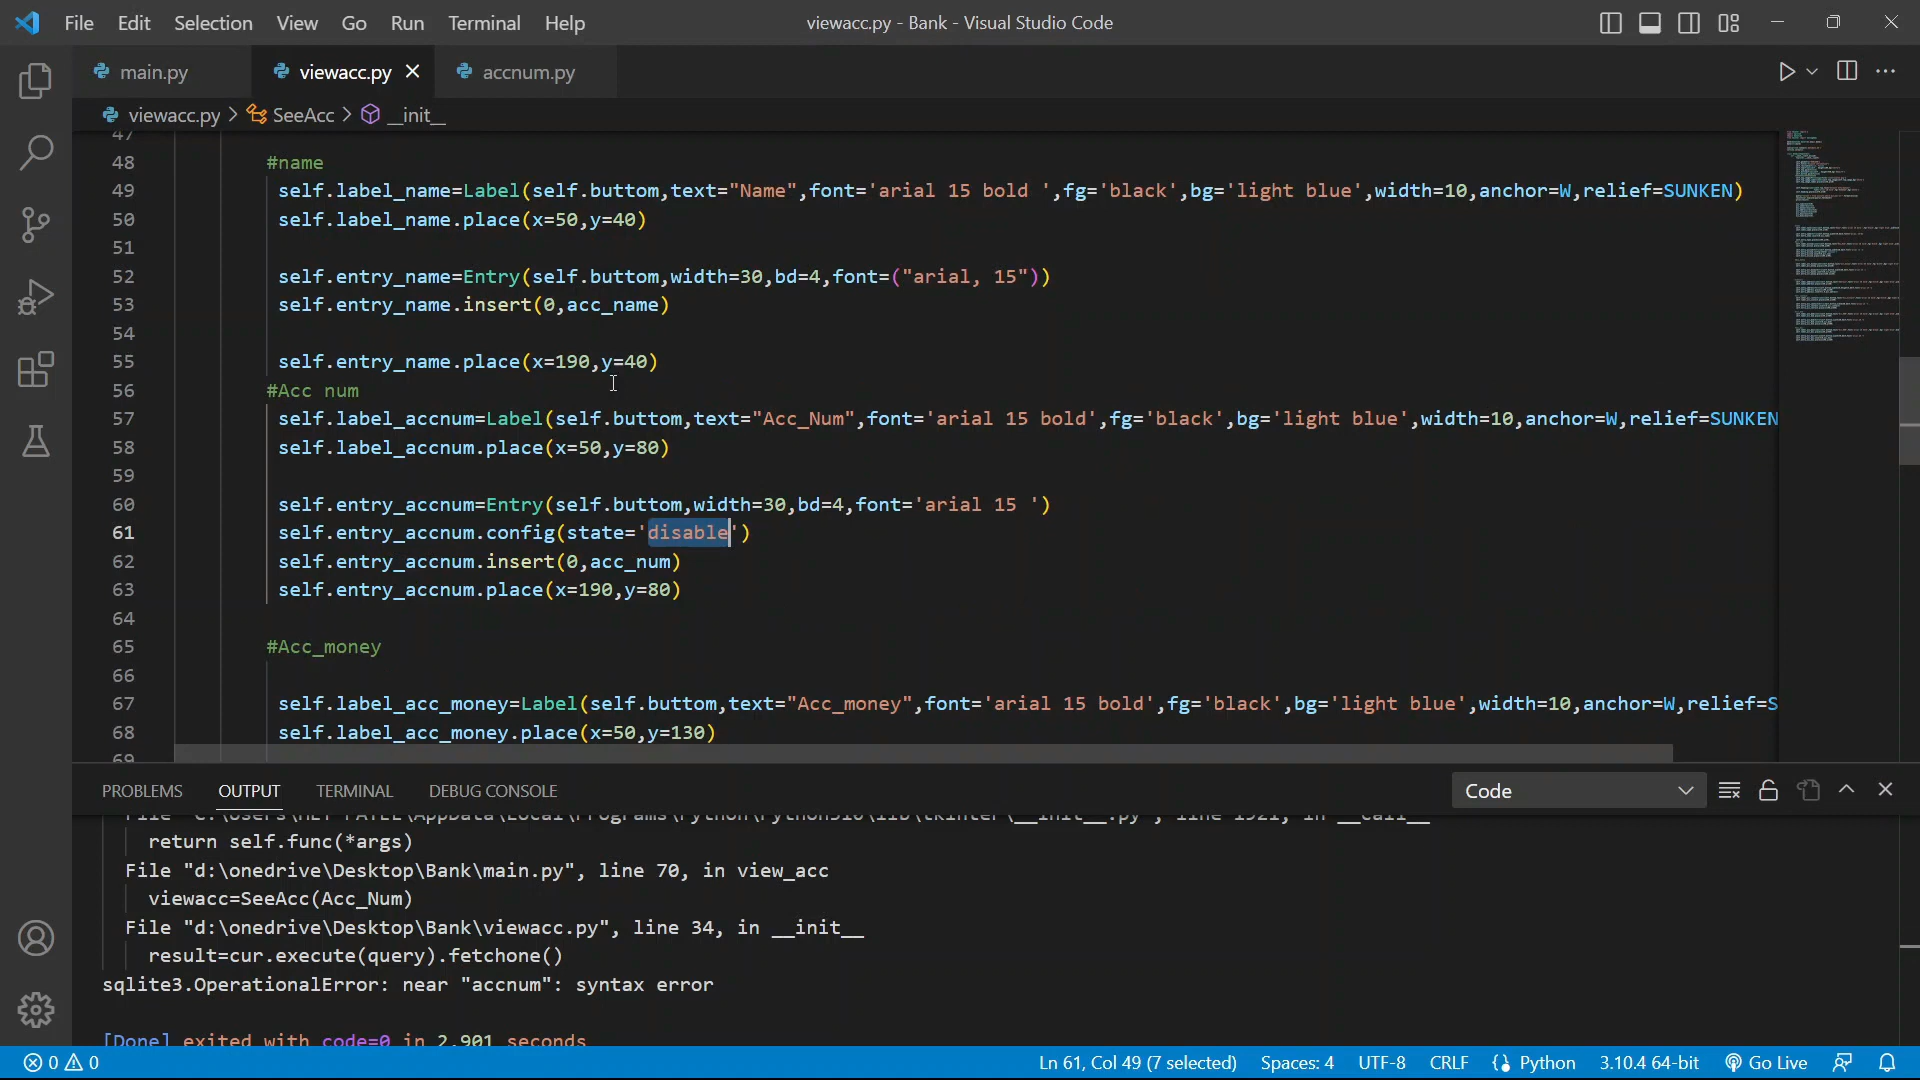 File Edit Selection View Go Run Terminal Help
viewacc.py - Bank - Visual Studio Code
main.py
viewacc.py
accnum.py
viewacc.py > SeeAcc > __init__
47
48 #name
49 self.label_name=Label(self.buttom,text="Name",font='arial 15 bold ',fg='black',bg='light blue',width=10,anchor=W,relief=SUNKEN)
50 self.label_name.place(x=50,y=40)
51
52 self.entry_name=Entry(self.buttom,width=30,bd=4,font=("arial, 15"))
53 self.entry_name.insert(0,acc_name)
54
55 self.entry_name.place(x=190,y=40)
56 #Acc num
57 self.label_accnum=Label(self.buttom,text="Acc_Num",font='arial 15 bold',fg='black',bg='light blue',width=10,anchor=W,relief=SUNKEN
58 self.label_accnum.place(x=50,y=80)
59
60 self.entry_accnum=Entry(self.buttom,width=30,bd=4,font='arial 15 ')
61 self.entry_accnum.config(state='disable')
62 self.entry_accnum.insert(0,acc_num)
63 self.entry_accnum.place(x=190,y=80)
64
65 #Acc_money
66
67 self.label_acc_money=Label(self.buttom,text="Acc_money",font='arial 15 bold',fg='black',bg='light blue',width=10,anchor=W,relief=S
68 self.label_acc_money.place(x=50,y=130)
69
PROBLEMS OUTPUT TERMINAL DEBUG CONSOLE
Code
return self.func(*args)
File "d:\onedrive\Desktop\Bank\main.py", line 70, in view_acc
viewacc=SeeAcc(Acc_Num)
File "d:\onedrive\Desktop\Bank\viewacc.py", line 34, in __init__
result=cur.execute(query).fetchone()
sqlite3.OperationalError: near "accnum": syntax error
[Done] exited with code=0 in 2.901 seconds
0 0
Ln 61, Col 49 (7 selected) Spaces: 4 UTF-8 CRLF Python 3.10.4 64-bit Go Live